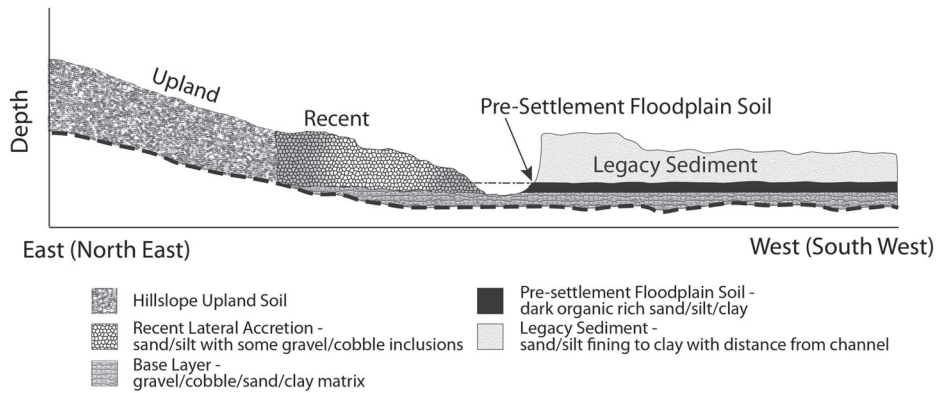 Upland
Recent
Pre-Settlement Floodplain Soil
Legacy Sediment
Depth
East (North East)
West (South West)
Hillslope Upland Soil
Recent Lateral Accretion -
sand/silt with some gravel/cobble inclusions
Base Layer -
gravel/cobble/sand/clay matrix
Pre-settlement Floodplain Soil -
dark organic rich sand/silt/clay
Legacy Sediment -
sand/silt fining to clay with distance from channel